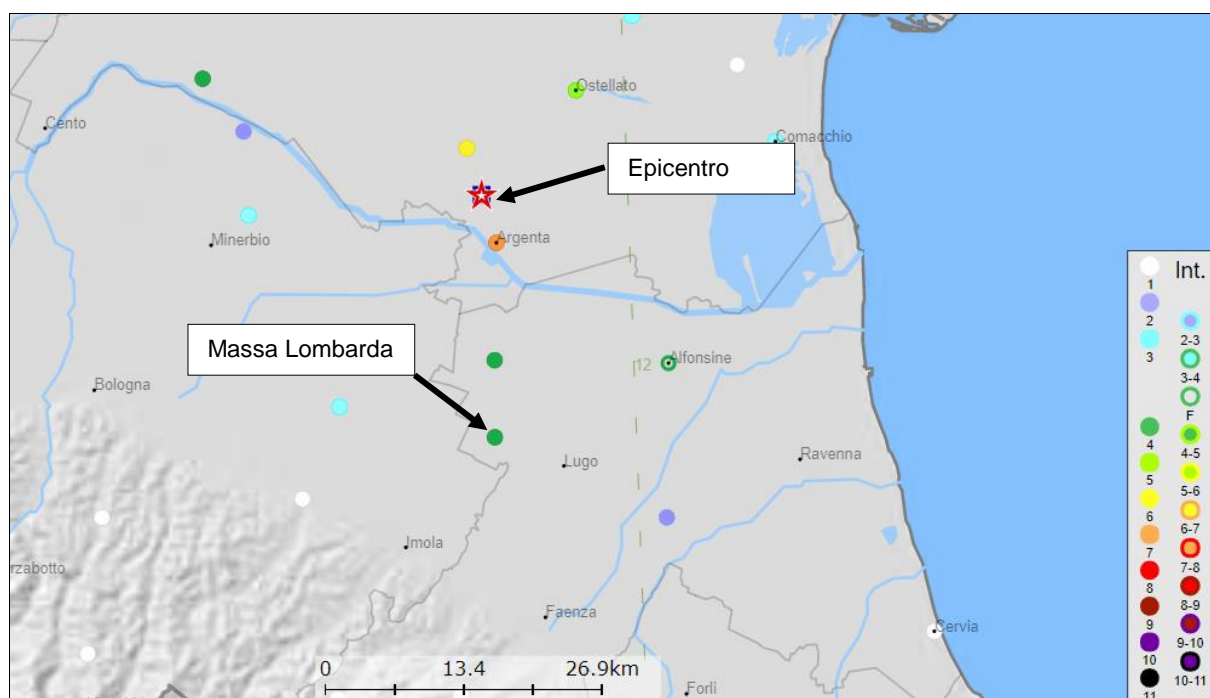 Ostellato
Cento
Comacchio
Epicentro
Minerbio
Argenta
Massa Lombarda
12
Alfonsine
Bologna
Lugo
Ravenna
Imola
rzabotto
Faenza
Cervia
0 13.4 26.9km
Forlì
Int.
1
2
2-3
3
3-4
F
4
4-5
5
5-6
6
6-7
7
7-8
8
8-9
9
9-10
10
10-11
11